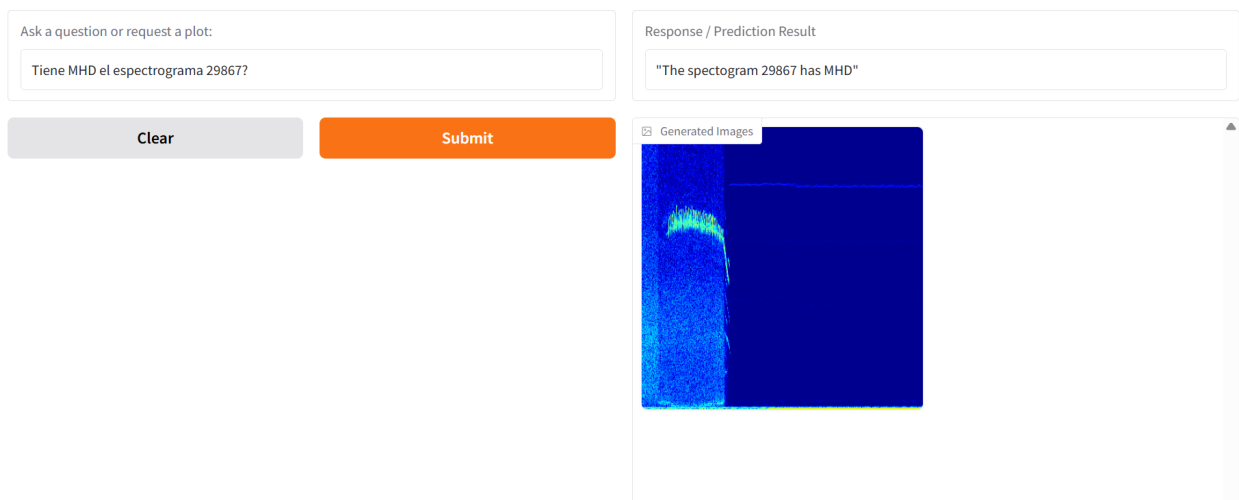 Ask a question or request a plot:
Tiene MHD el espectrograma 29867?
Clear
Submit
Response / Prediction Result
"The spectogram 29867 has MHD"
Generated Images